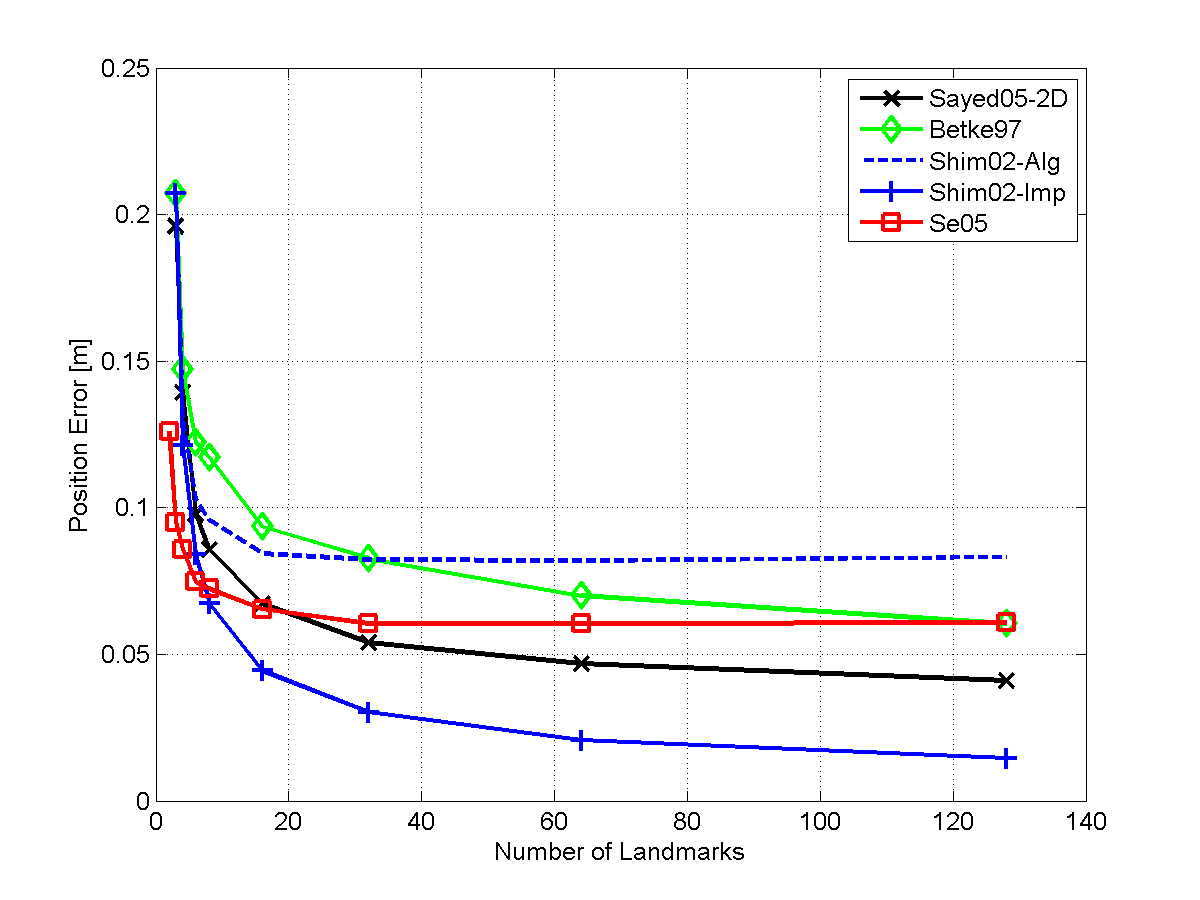 0.25
0.2
0.15
0.1
0.05
0
Position Error [m]
Sayed05-2D
Betke97
Shim02-Alg
Shim02-Imp
Se05
0 20 40 60 80 100 120 140
Number of Landmarks